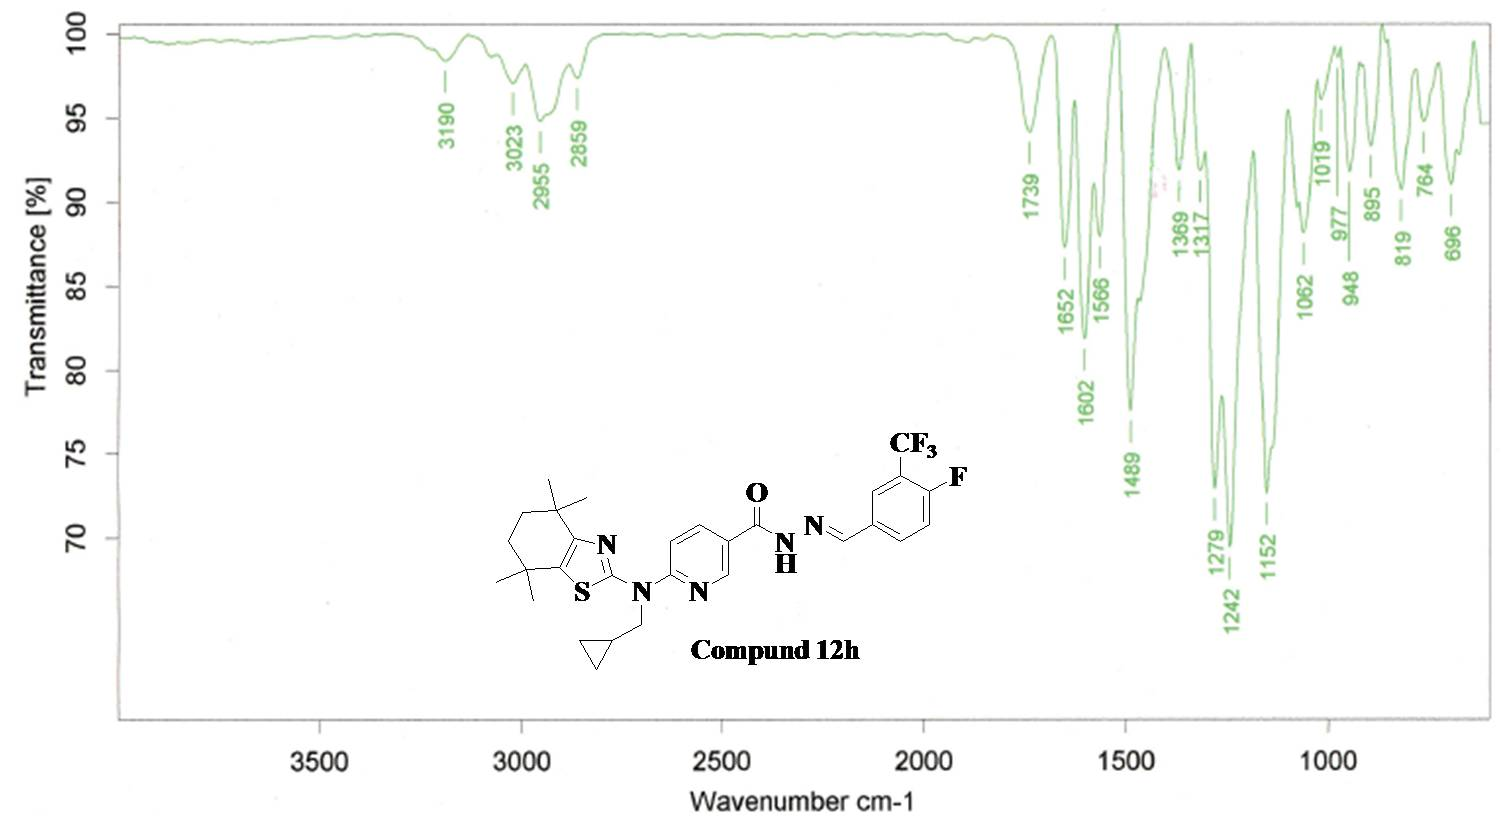 Transmittance [%]
100
95
90
85
80
75
70
3190
3023
2955
2859
1739
1652
1602
1566
1489
1369
1317
1279
1242
1152
1062
1019
977
948
895
819
764
696
CF3
F
O
N
N
H
N
S
N
N
Compund 12h
3500
3000
2500
2000
1500
1000
Wavenumber cm-1